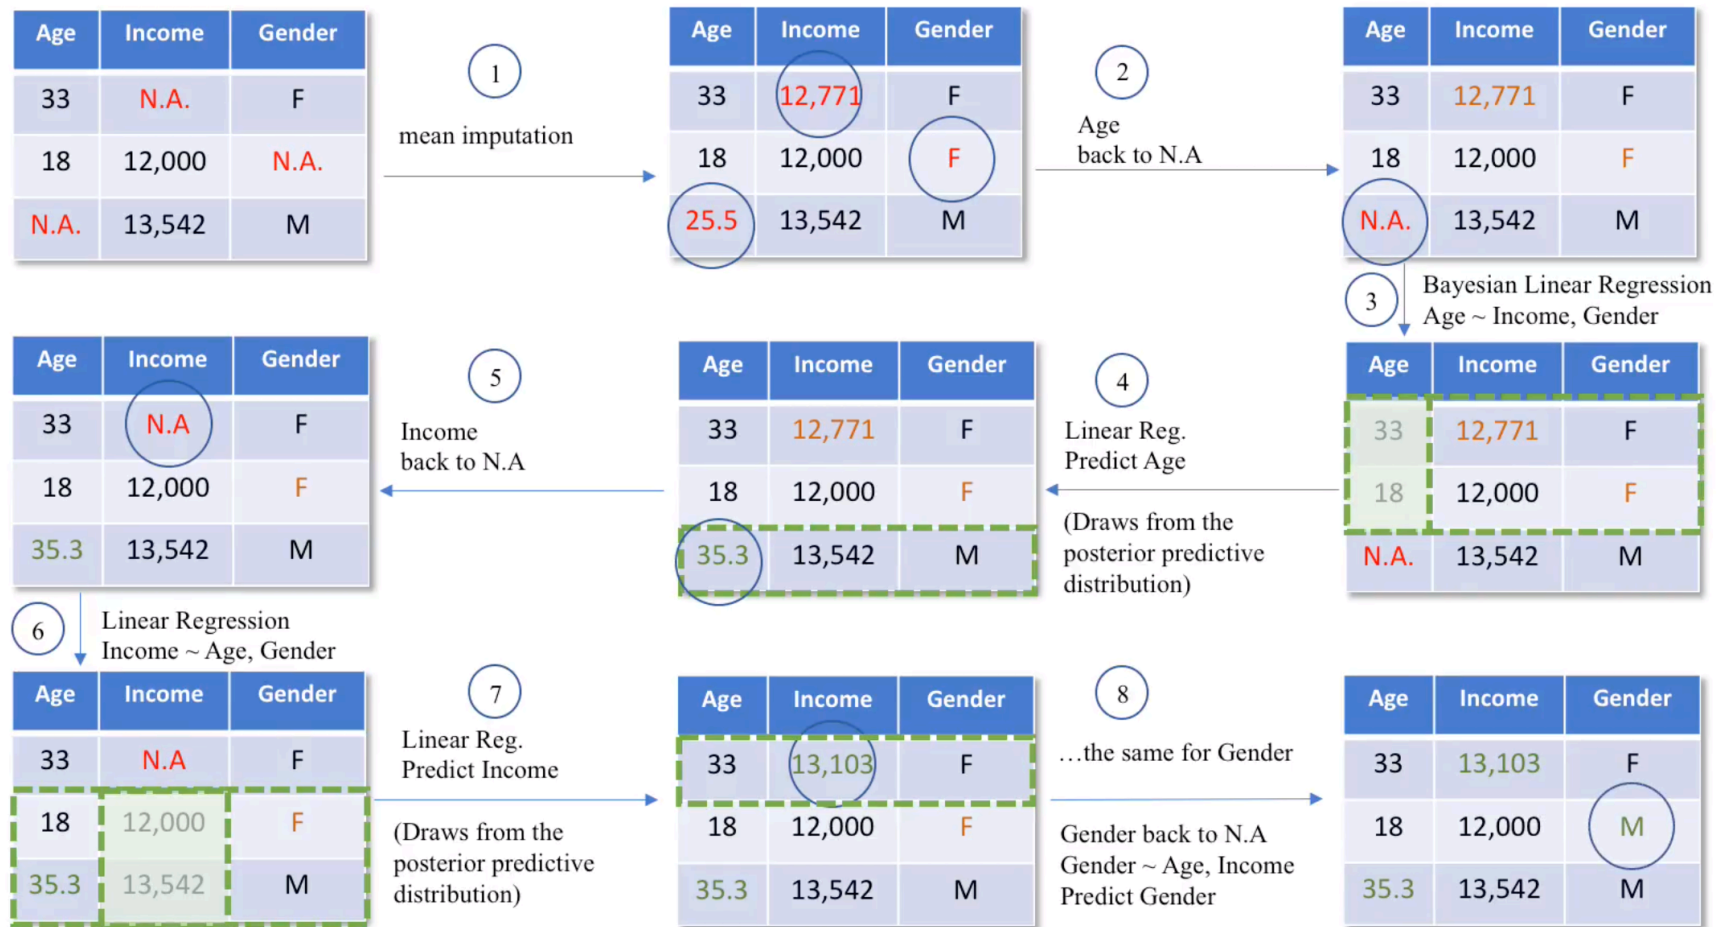 Age Income Gender
33 N.A. F
18 12,000 N.A.
N.A. 13,542 M
1
mean imputation
Age Income Gender
33 12,771 F
18 12,000 F
25.5 13,542 M
2
Age
back to N.A
Age Income Gender
33 12,771 F
18 12,000 F
N.A. 13,542 M
3
Bayesian Linear Regression
Age ~ Income, Gender
Age Income Gender
33 12,771 F
18 12,000 F
N.A. 13,542 M
4
Linear Reg.
Predict Age
(Draws from the
posterior predictive
distribution)
Age Income Gender
33 12,771 F
18 12,000 F
35.3 13,542 M
5
Income
back to N.A
Age Income Gender
33 N.A F
18 12,000 F
35.3 13,542 M
6
Linear Regression
Income ~ Age, Gender
Age Income Gender
33 N.A F
18 12,000 F
35.3 13,542 M
7
Linear Reg.
Predict Income
(Draws from the
posterior predictive
distribution)
Age Income Gender
33 13,103 F
18 12,000 F
35.3 13,542 M
8
…the same for Gender
Gender back to N.A
Gender ~ Age, Income
Predict Gender
Age Income Gender
33 13,103 F
18 12,000 M
35.3 13,542 M